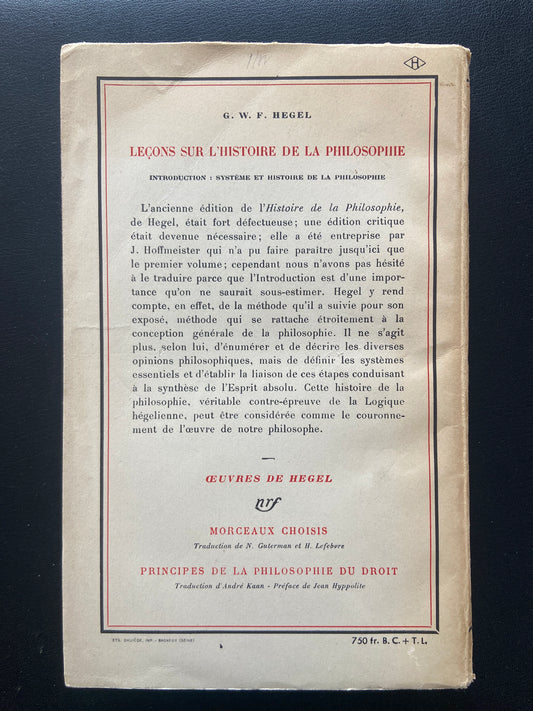 H
G. W. F. HEGEL
LEÇONS SUR L'HISTOIRE DE LA PHILOSOPHIE
INTRODUCTION : SYSTÈME ET HISTOIRE DE LA PHILOSOPHIE
L'ancienne édition de l'Histoire de la Philosophie,
de Hegel, était fort défectueuse ; une édition critique
était devenue nécessaire ; elle a été entreprise par
J. Hoffmeister qui n'a pu faire paraître jusqu'ici que
le premier volume ; cependant nous n'avons pas hésité
à le traduire parce que l'Introduction est d'une impor-
tance qu'on ne saurait sous-estimer. Hegel y rend
compte, en effet, de la méthode qu'il a suivie pour son
exposé, méthode qui se rattache étroitement à la
conception générale de la philosophie. Il ne s'agit
plus, selon lui, d'énumérer et de décrire les diverses
opinions philosophiques, mais de définir les systèmes
essentiels et d'établir la liaison de ces étapes conduisant
à la synthèse de l'Esprit absolu. Cette histoire de la
philosophie, véritable contre-épreuve de la Logique
hégelienne, peut être considérée comme le couronne-
ment de l'œuvre de notre philosophe.
ŒUVRES DE HEGEL
nrf
MORCEAUX CHOISIS
Traduction de N. Guterman et H. Lefebvre
PRINCIPES DE LA PHILOSOPHIE DU DROIT
Traduction d'André Kaan - Préface de Jean Hyppolite
IMP. - BAGNEUX (SEINE)
750 fr. B. C. + T. L.